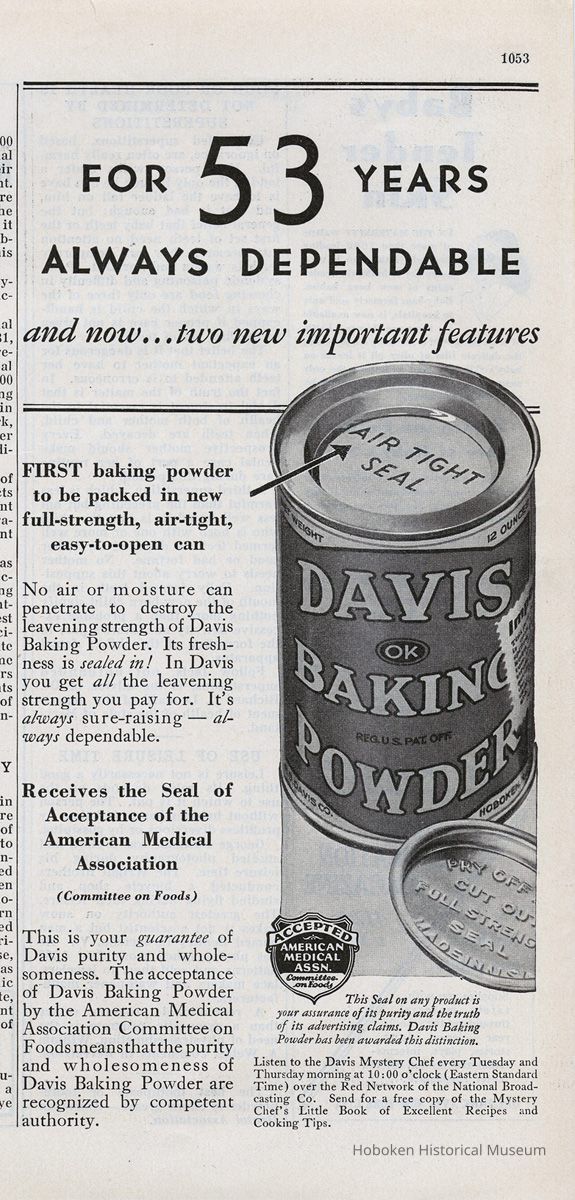 1053
FOR 53 YEARS
ALWAYS DEPENDABLE
and now...two new important features
FIRST baking powder
to be packed in new
full-strength, air-tight,
easy-to-open can
No air or moisture can
penetrate to destroy the
leavening strength of Davis
Baking Powder. Its fresh-
ness is sealed in! In Davis
you get all the leavening
strength you pay for. It's
always sure-raising — al-
ways dependable.
Receives the Seal of
Acceptance of the
American Medical
Association
(Committee on Foods)
This is your guarantee of
Davis purity and whole-
someness. The acceptance
of Davis Baking Powder
by the American Medical
Association Committee on
Foods means that the purity
and wholesomeness of
Davis Baking Powder are
recognized by competent
authority.
AIR TIGHT
SEAL
WEIGHT 12 OUNCES
DAVIS
OK
BAKING
REG. U.S. PAT. OFF.
POWDER
DAVIS CO. HOBOKEN
PRY OFF
CUT OUT
FULL STRENG
SEAL
MADE IN U.S.
ACCEPTED
AMERICAN
MEDICAL
ASSN.
Committee
on Foods
This Seal on any product is
your assurance of its purity and the truth
of its advertising claims. Davis Baking
Powder has been awarded this distinction.
Listen to the Davis Mystery Chef every Tuesday and
Thursday morning at 10:00 o'clock (Eastern Standard
Time) over the Red Network of the National Broad-
casting Co. Send for a free copy of the Mystery
Chef's Little Book of Excellent Recipes and
Cooking Tips.
Hoboken Historical Museum